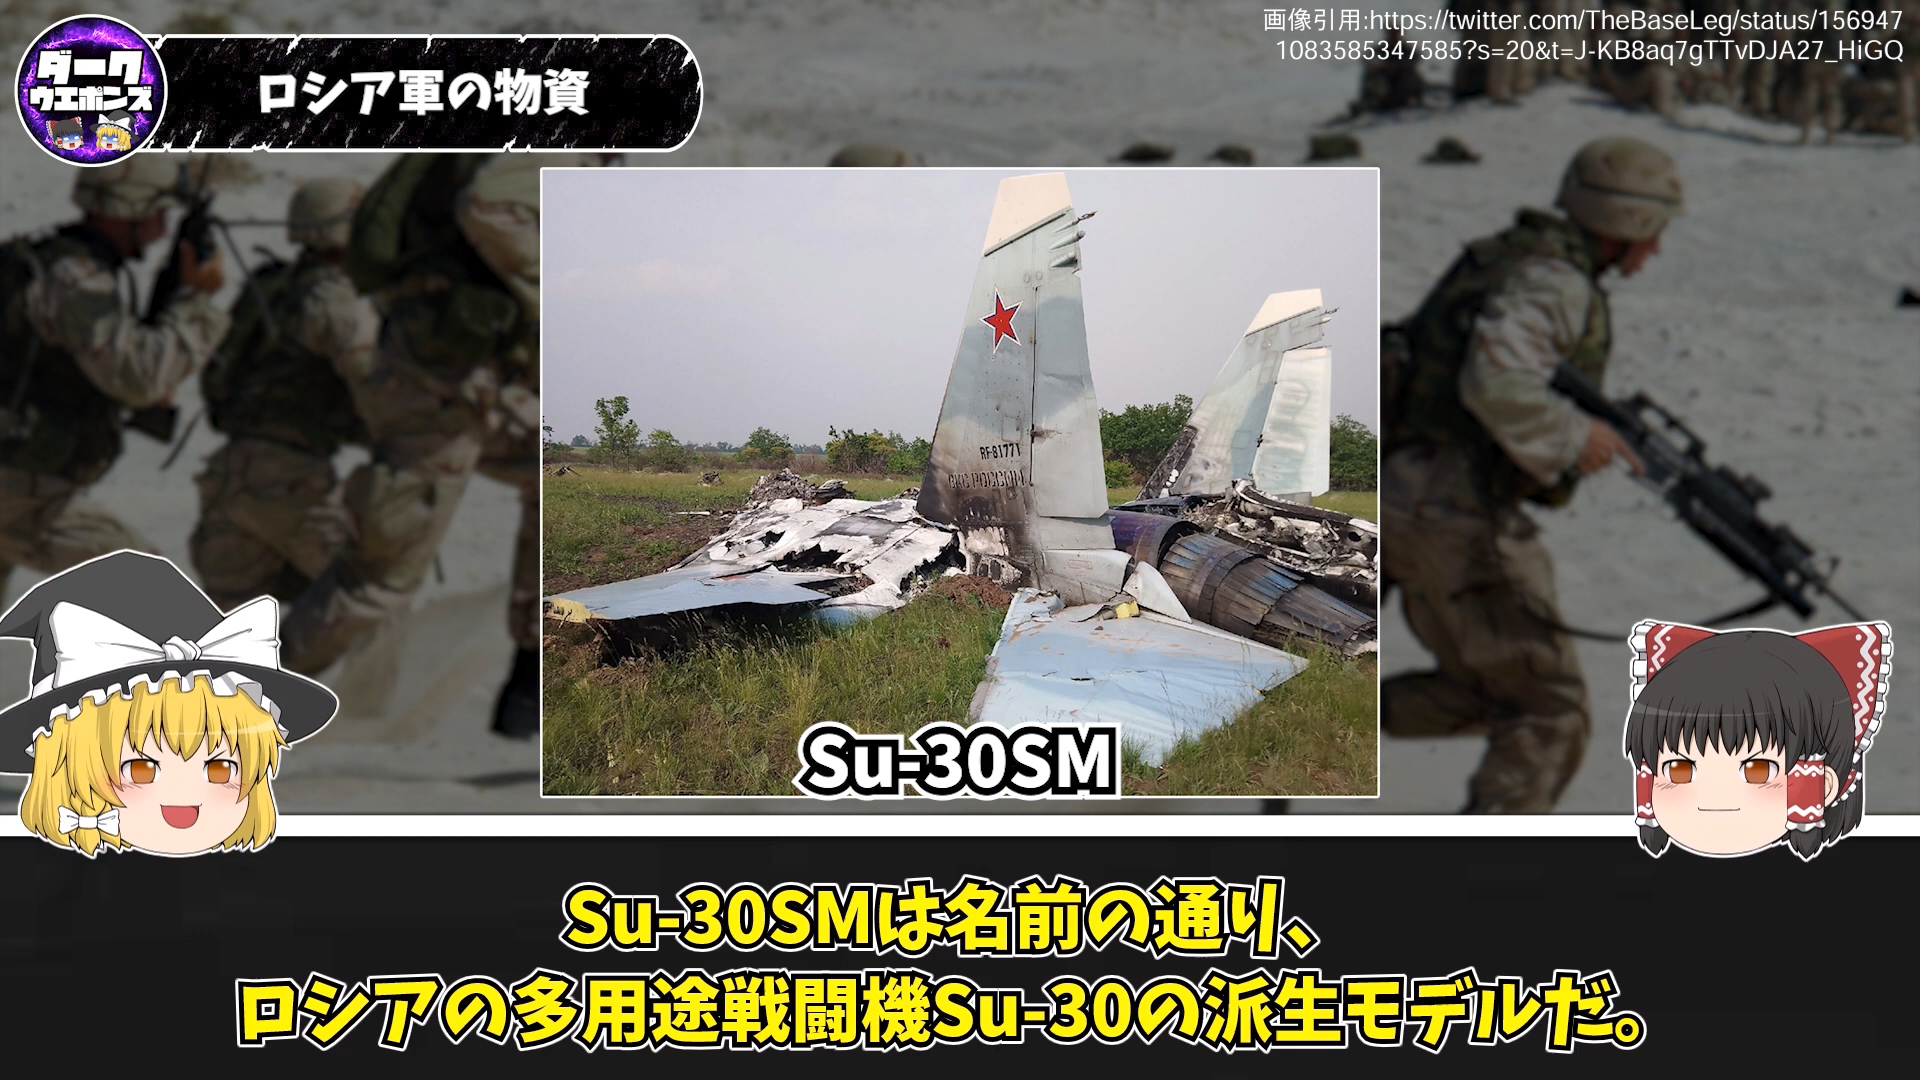 画像引用:https://twitter.com/TheBaseLeg/status/156947
1083585347585?s=20&t=J-KB8aq7gTTvDJA27_HiGQ
ダーク
ウエポンズ
ロシア軍の物資
RF-81771
ВКС РОССИИ
Su-30SM
Su-30SMは名前の通り、
ロシアの多用途戦闘機Su-30の派生モデルだ。